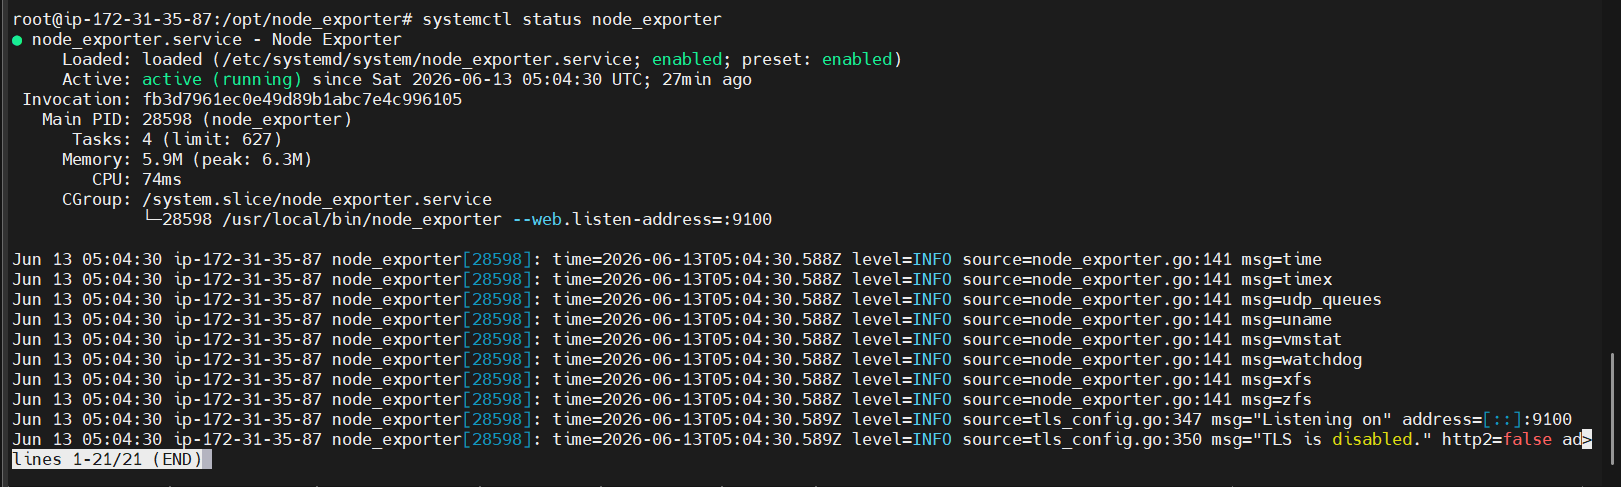 root@ip-172-31-35-87:/opt/node_exporter# systemctl status node_exporter
● node_exporter.service - Node Exporter
     Loaded: loaded (/etc/systemd/system/node_exporter.service; enabled; preset: enabled)
     Active: active (running) since Sat 2026-06-13 05:04:30 UTC; 27min ago
 Invocation: fb3d7961ec0e49d89b1abc7e4c996105
   Main PID: 28598 (node_exporter)
      Tasks: 4 (limit: 627)
     Memory: 5.9M (peak: 6.3M)
        CPU: 74ms
     CGroup: /system.slice/node_exporter.service
             └─28598 /usr/local/bin/node_exporter --web.listen-address=:9100
Jun 13 05:04:30 ip-172-31-35-87 node_exporter[28598]: time=2026-06-13T05:04:30.588Z level=INFO source=node_exporter.go:141 msg=time
Jun 13 05:04:30 ip-172-31-35-87 node_exporter[28598]: time=2026-06-13T05:04:30.588Z level=INFO source=node_exporter.go:141 msg=timex
Jun 13 05:04:30 ip-172-31-35-87 node_exporter[28598]: time=2026-06-13T05:04:30.588Z level=INFO source=node_exporter.go:141 msg=udp_queues
Jun 13 05:04:30 ip-172-31-35-87 node_exporter[28598]: time=2026-06-13T05:04:30.588Z level=INFO source=node_exporter.go:141 msg=uname
Jun 13 05:04:30 ip-172-31-35-87 node_exporter[28598]: time=2026-06-13T05:04:30.588Z level=INFO source=node_exporter.go:141 msg=vmstat
Jun 13 05:04:30 ip-172-31-35-87 node_exporter[28598]: time=2026-06-13T05:04:30.588Z level=INFO source=node_exporter.go:141 msg=watchdog
Jun 13 05:04:30 ip-172-31-35-87 node_exporter[28598]: time=2026-06-13T05:04:30.588Z level=INFO source=node_exporter.go:141 msg=xfs
Jun 13 05:04:30 ip-172-31-35-87 node_exporter[28598]: time=2026-06-13T05:04:30.588Z level=INFO source=node_exporter.go:141 msg=zfs
Jun 13 05:04:30 ip-172-31-35-87 node_exporter[28598]: time=2026-06-13T05:04:30.589Z level=INFO source=tls_config.go:347 msg="Listening on" address=[::]:9100
Jun 13 05:04:30 ip-172-31-35-87 node_exporter[28598]: time=2026-06-13T05:04:30.589Z level=INFO source=tls_config.go:350 msg="TLS is disabled." http2=false ad>
lines 1-21/21 (END)